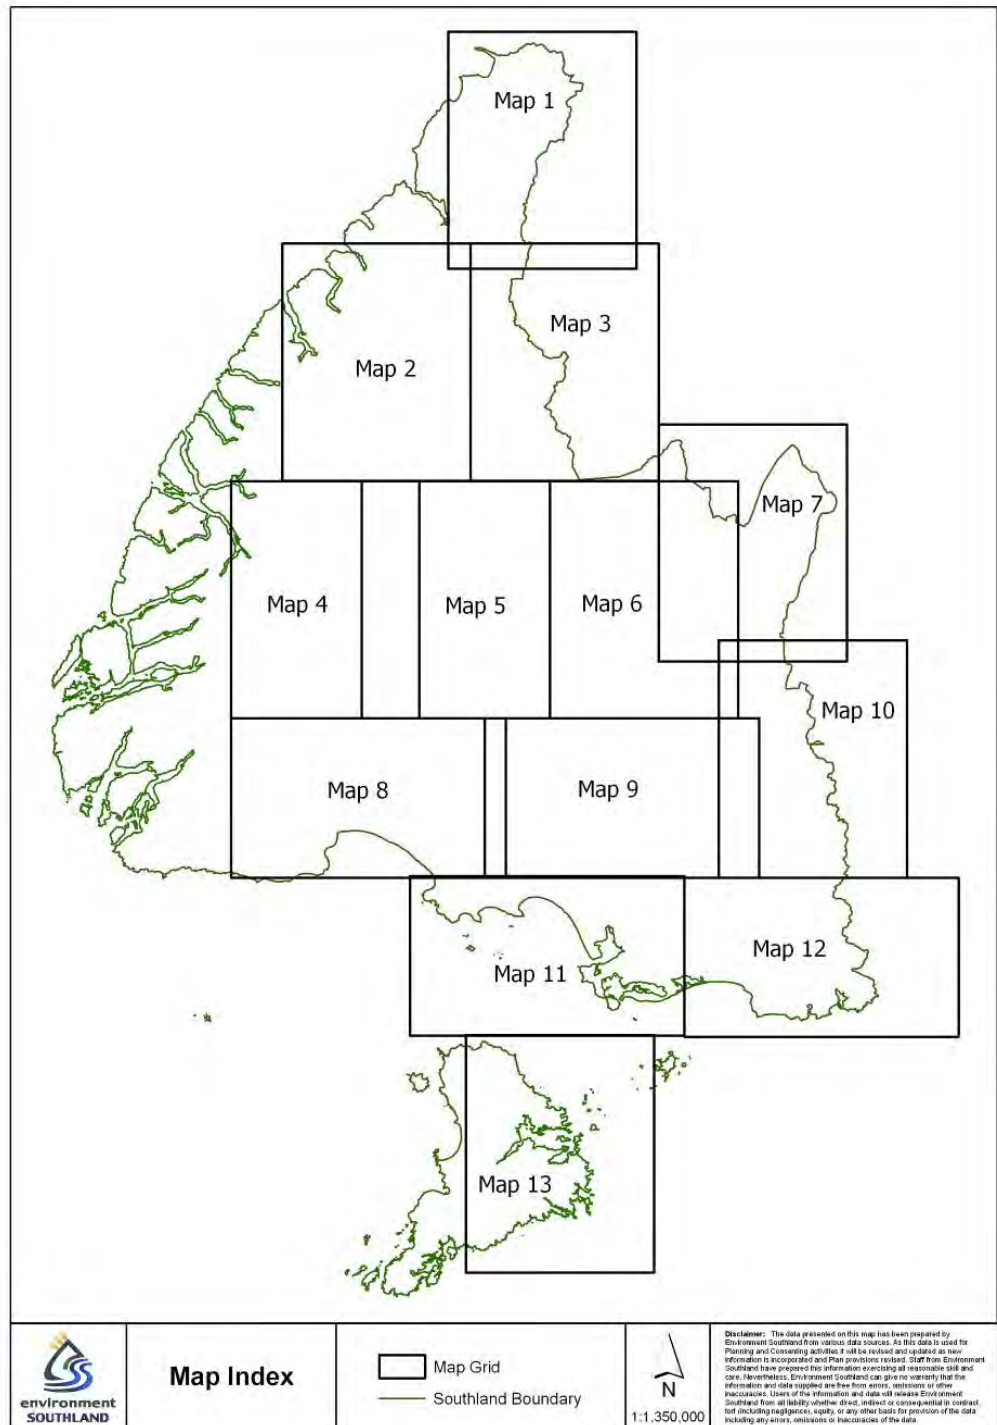 Map 1
Map 3
Map 2
Map 7
Map 4
Map 5
Map 6
Map 10
Map 8
Map 9
Map 12
Map 11
Map 13
environment
SOUTHLAND
Map Index
Map Grid
Southland Boundary
N
1:1,350,000
Disclaimer: The data presented on this map has been prepared by
Environment Southland from various data sources. As this data is used for
Planning and Consenting activities it will be revised and updated as new
information is incorporated and Plan provisions revised. Staff from Environment
Southland have prepared this information exercising all reasonable skill and
care. Nevertheless, Environment Southland can give no warranty that the
information and data supplied are free from errors, omissions or other
inaccuracies. Users of the information and data will release Environment
Southland from all liability whether direct, indirect or consequential in contract,
tort (including negligence), equity, or any other basis for provision of the data
including any errors, omissions or inaccuracies of the data.